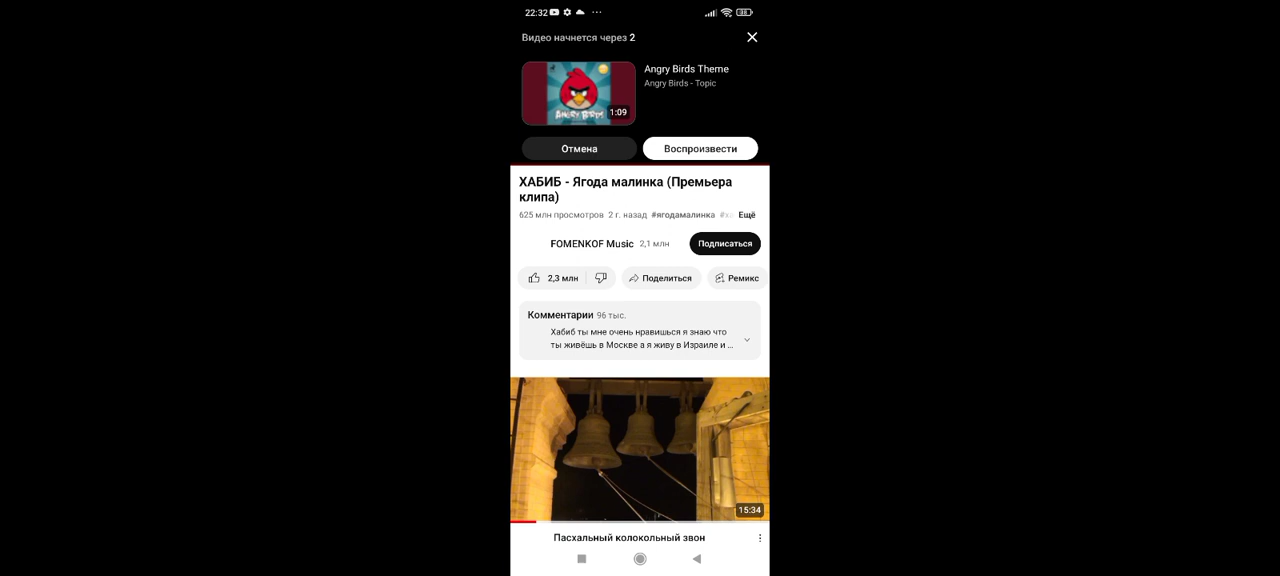 22:32
88
Видео начнется через 2
Angry Birds Theme
Angry Birds - Topic
ANGRY BIRDS
1:09
Отмена
Воспроизвести
ХАБИБ - Ягода малинка (Премьера
клипа)
625 млн просмотров 2 г. назад #ягодамалинка Ещё
FOMENKOF Music 2,1 млн
Подписаться
2,3 млн
Поделиться
Ремикс
Комментарии 96 тыс.
Хабиб ты мне очень нравишься я знаю что
ты живёшь в Москве а я живу в Израиле и ...
15:34
Пасхальный колокольный звон